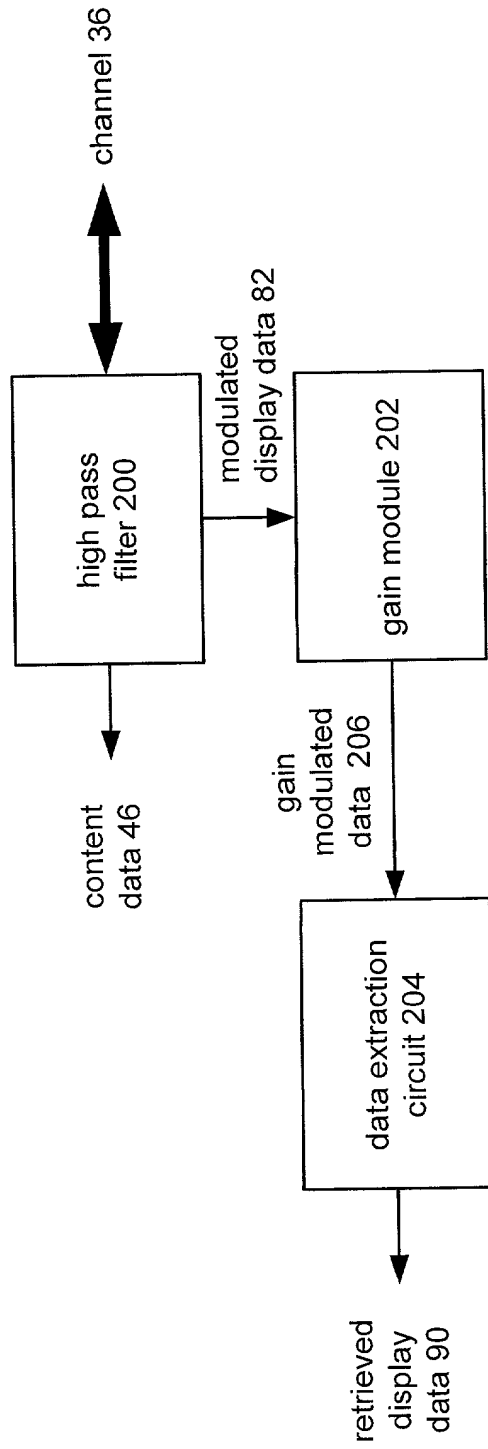 channel 36
high pass
filter 200
content
data 46
modulated
display data 82
gain module 202
gain
modulated
data 206
data extraction
circuit 204
retrieved
display
data 90